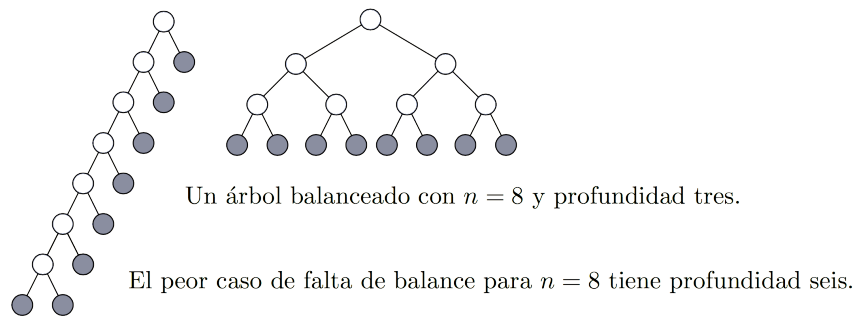 Un árbol balanceado con n = 8 y profundidad tres.
El peor caso de falta de balance para n = 8 tiene profundidad seis.